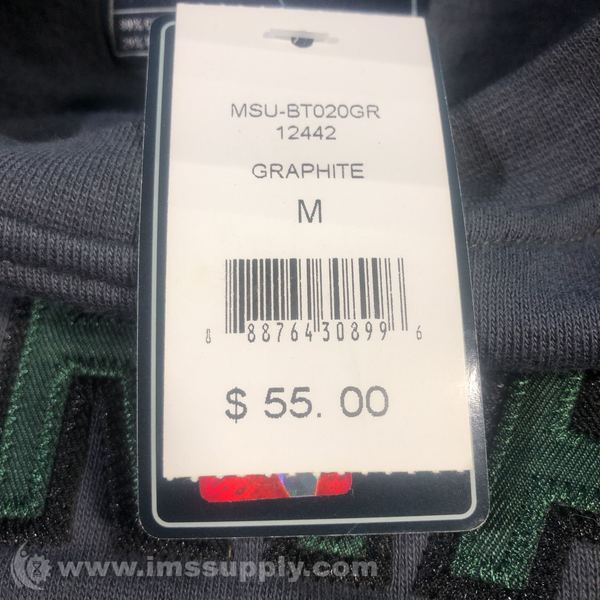 MSU-BT020GR
12442
GRAPHITE
M
8 88764 30899 6
$ 55. 00
www.imssupply.com